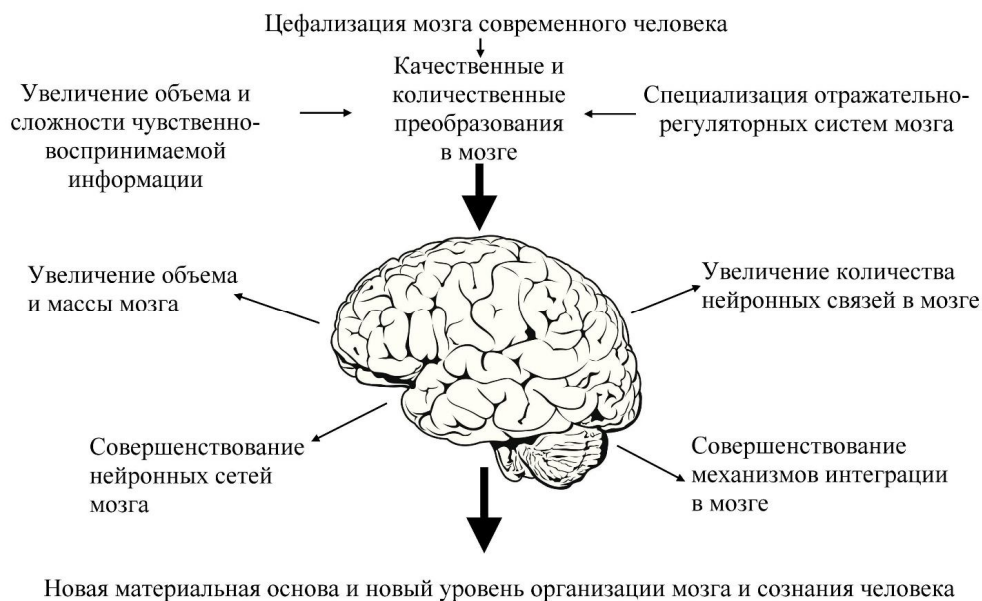 Цефализация мозга современного человека
Качественные и
количественные
преобразования
в мозге
Увеличение объема и
сложности чувственно-
воспринимаемой
информации
Специализация отражательно-
регуляторных систем мозга
Увеличение объема
и массы мозга
Увеличение количества
нейронных связей в мозге
Совершенствование
нейронных сетей
мозга
Совершенствование
механизмов интеграции
в мозге
Новая материальная основа и новый уровень организации мозга и сознания человека